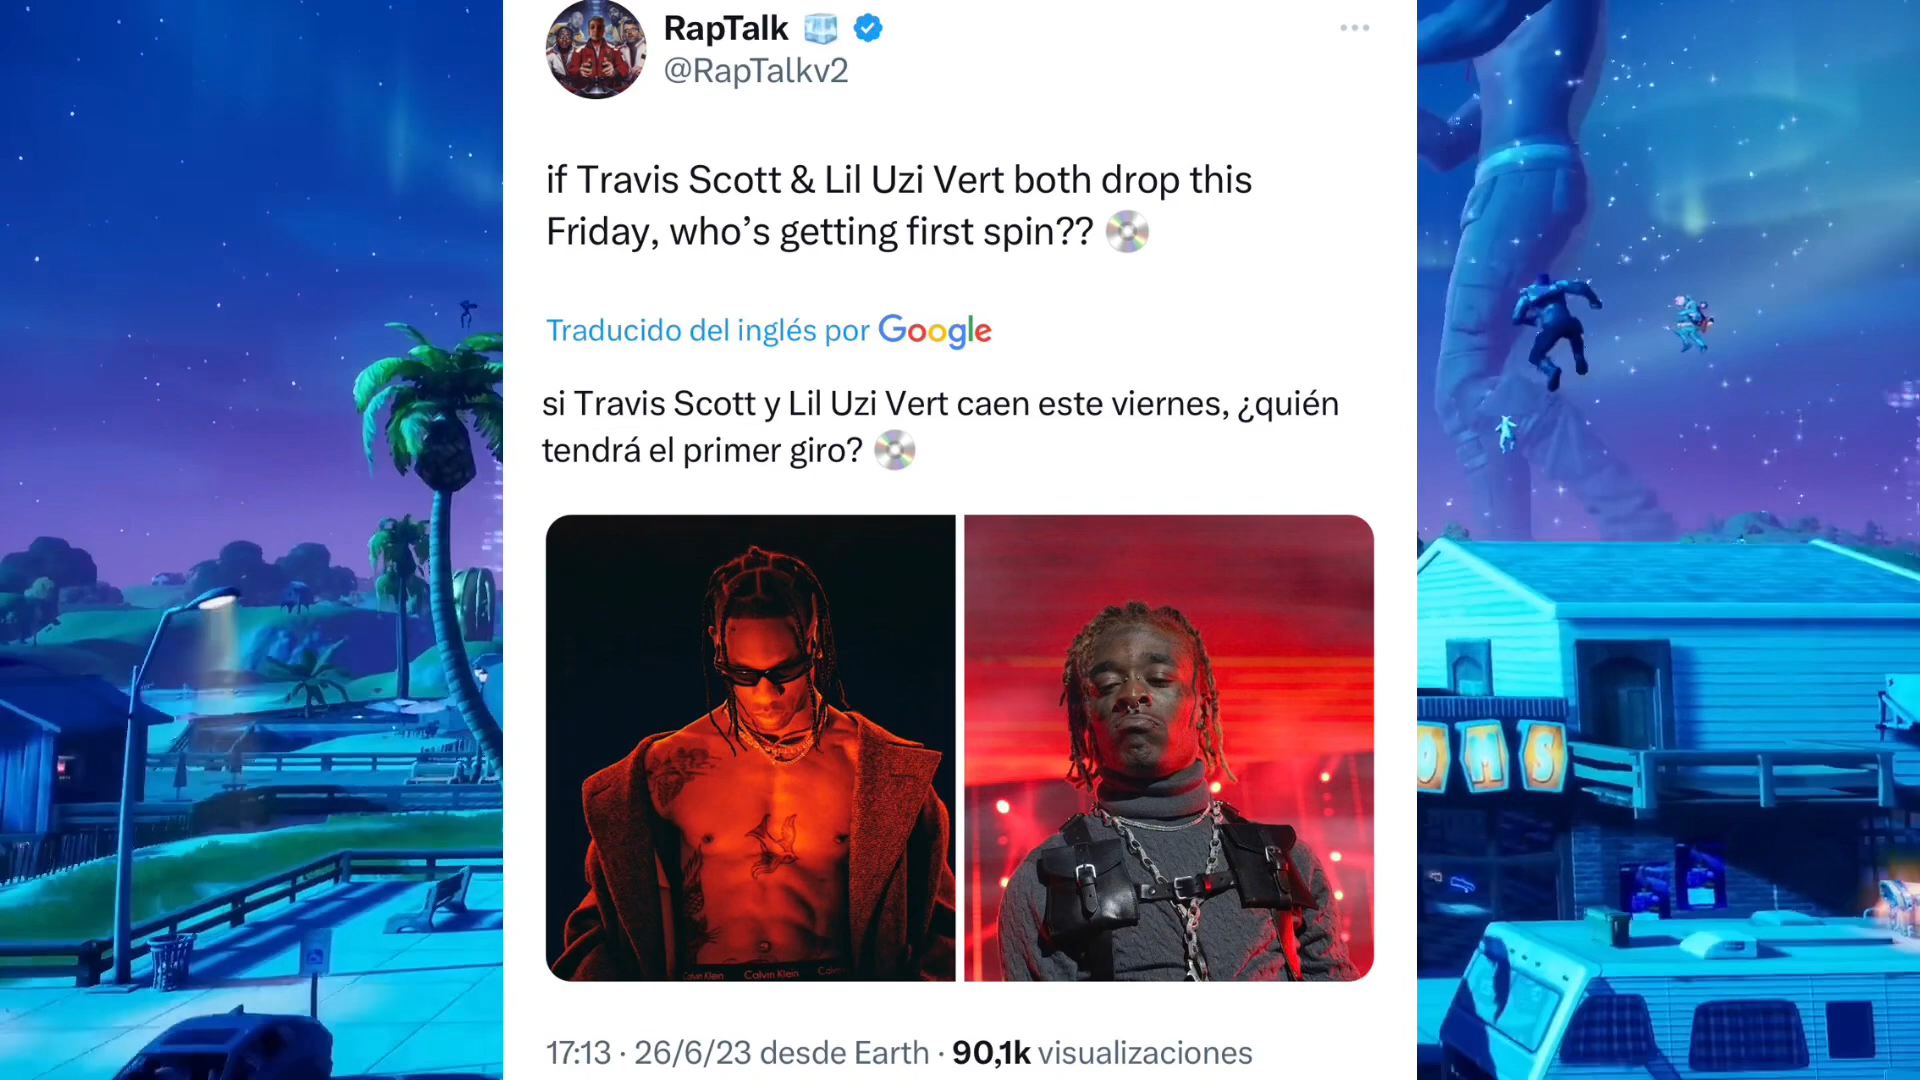 RapTalk
@RapTalkv2
if Travis Scott & Lil Uzi Vert both drop this
Friday, who’s getting first spin??
Traducido del inglés por Google
si Travis Scott y Lil Uzi Vert caen este viernes, ¿quién
tendrá el primer giro?
Calvin Klein
17:13 · 26/6/23 desde Earth · 90,1k visualizaciones